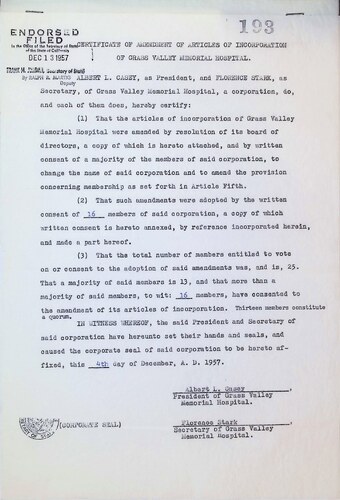 193
ENDORSED
FILED
In the Office of the Secretary of State
of the State of California
DEC 13 1957
FRANK M. JORDAN, Secretary of State
By RALPH R. MARTIG
Deputy
CERTIFICATE OF AMENDMENT OF ARTICLES OF INCORPORATION
OF GRASS VALLEY MEMORIAL HOSPITAL.
ALBERT L. CASEY, as President, and FLORENCE STARK, as
Secretary, of Grass Valley Memorial Hospital, a corporation, do,
and each of them does, hereby certify:
(1) That the articles of incorporation of Grass Valley
Memorial Hospital were amended by resolution of its board of
directors, a copy of which is hereto attached, and by written
consent of a majority of the members of said corporation, to
change the name of said corporation and to amend the provision
concerning membership as set forth in Article Fifth.
(2) That such amendments were adopted by the written
consent of 16 members of said corporation, a copy of which
written consent is hereto annexed, by reference incorporated herein,
and made a part hereof.
(3) That the total number of members entitled to vote
on or consent to the adoption of said amendments was, and is, 25.
That a majority of said members is 13, and that more than a
majority of said members, to wit: 16 members, have consented to
the amendment of its articles of incorporation. Thirteen members constitute
a quorum.
IN WITNESS WHEREOF, the said President and Secretary of
said corporation have hereunto set their hands and seals, and
caused the corporate seal of said corporation to be hereto af-
fixed, this 4th day of December, A. D. 1957.
Albert L. Casey,
President of Grass Valley
Memorial Hospital.
(CORPORATE SEAL)
Florence Stark,
Secretary of Grass Valley
Memorial Hospital.